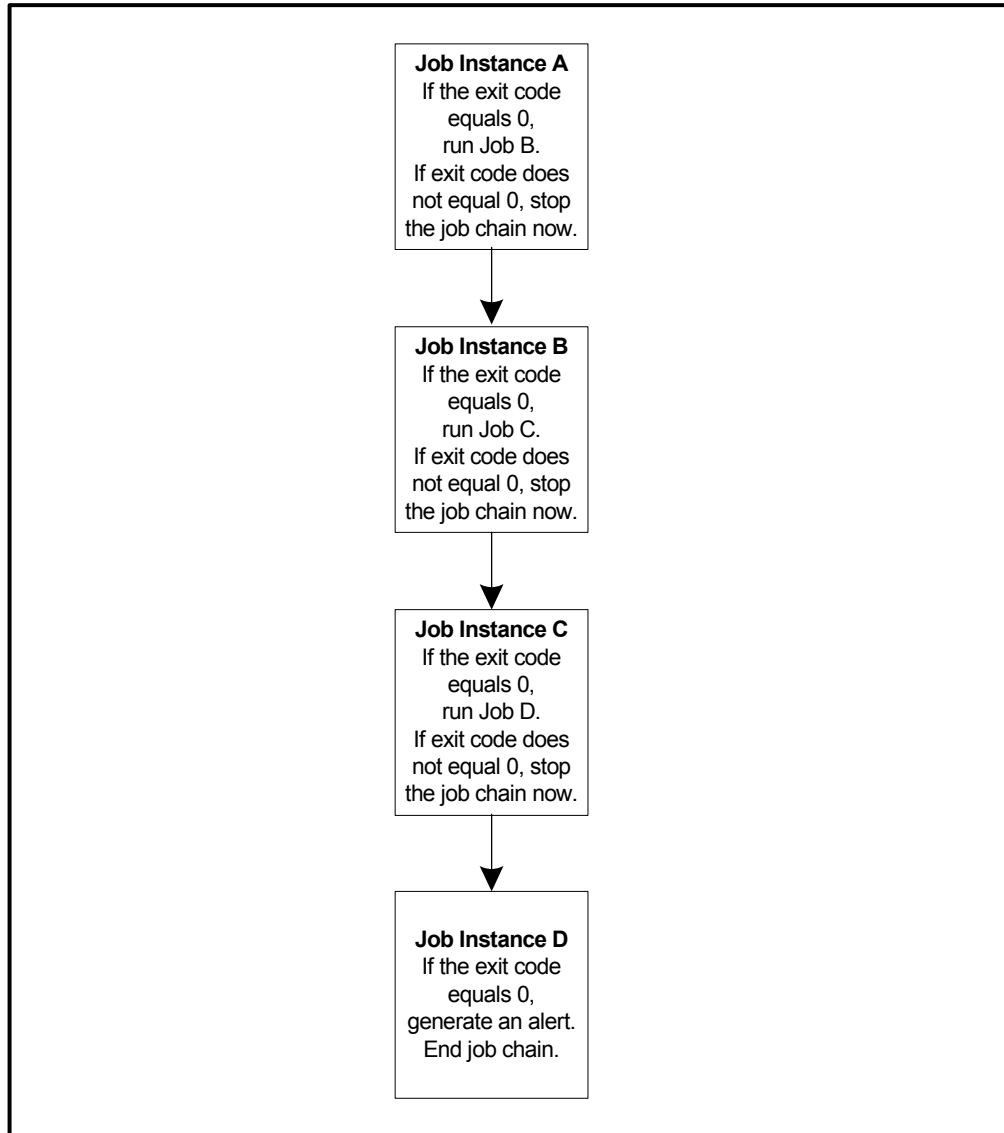 Job Instance A
If the exit code
equals 0,
run Job B.
If exit code does
not equal 0, stop
the job chain now.
Job Instance B
If the exit code
equals 0,
run Job C.
If exit code does
not equal 0, stop
the job chain now.
Job Instance C
If the exit code
equals 0,
run Job D.
If exit code does
not equal 0, stop
the job chain now.
Job Instance D
If the exit code
equals 0,
generate an alert.
End job chain.